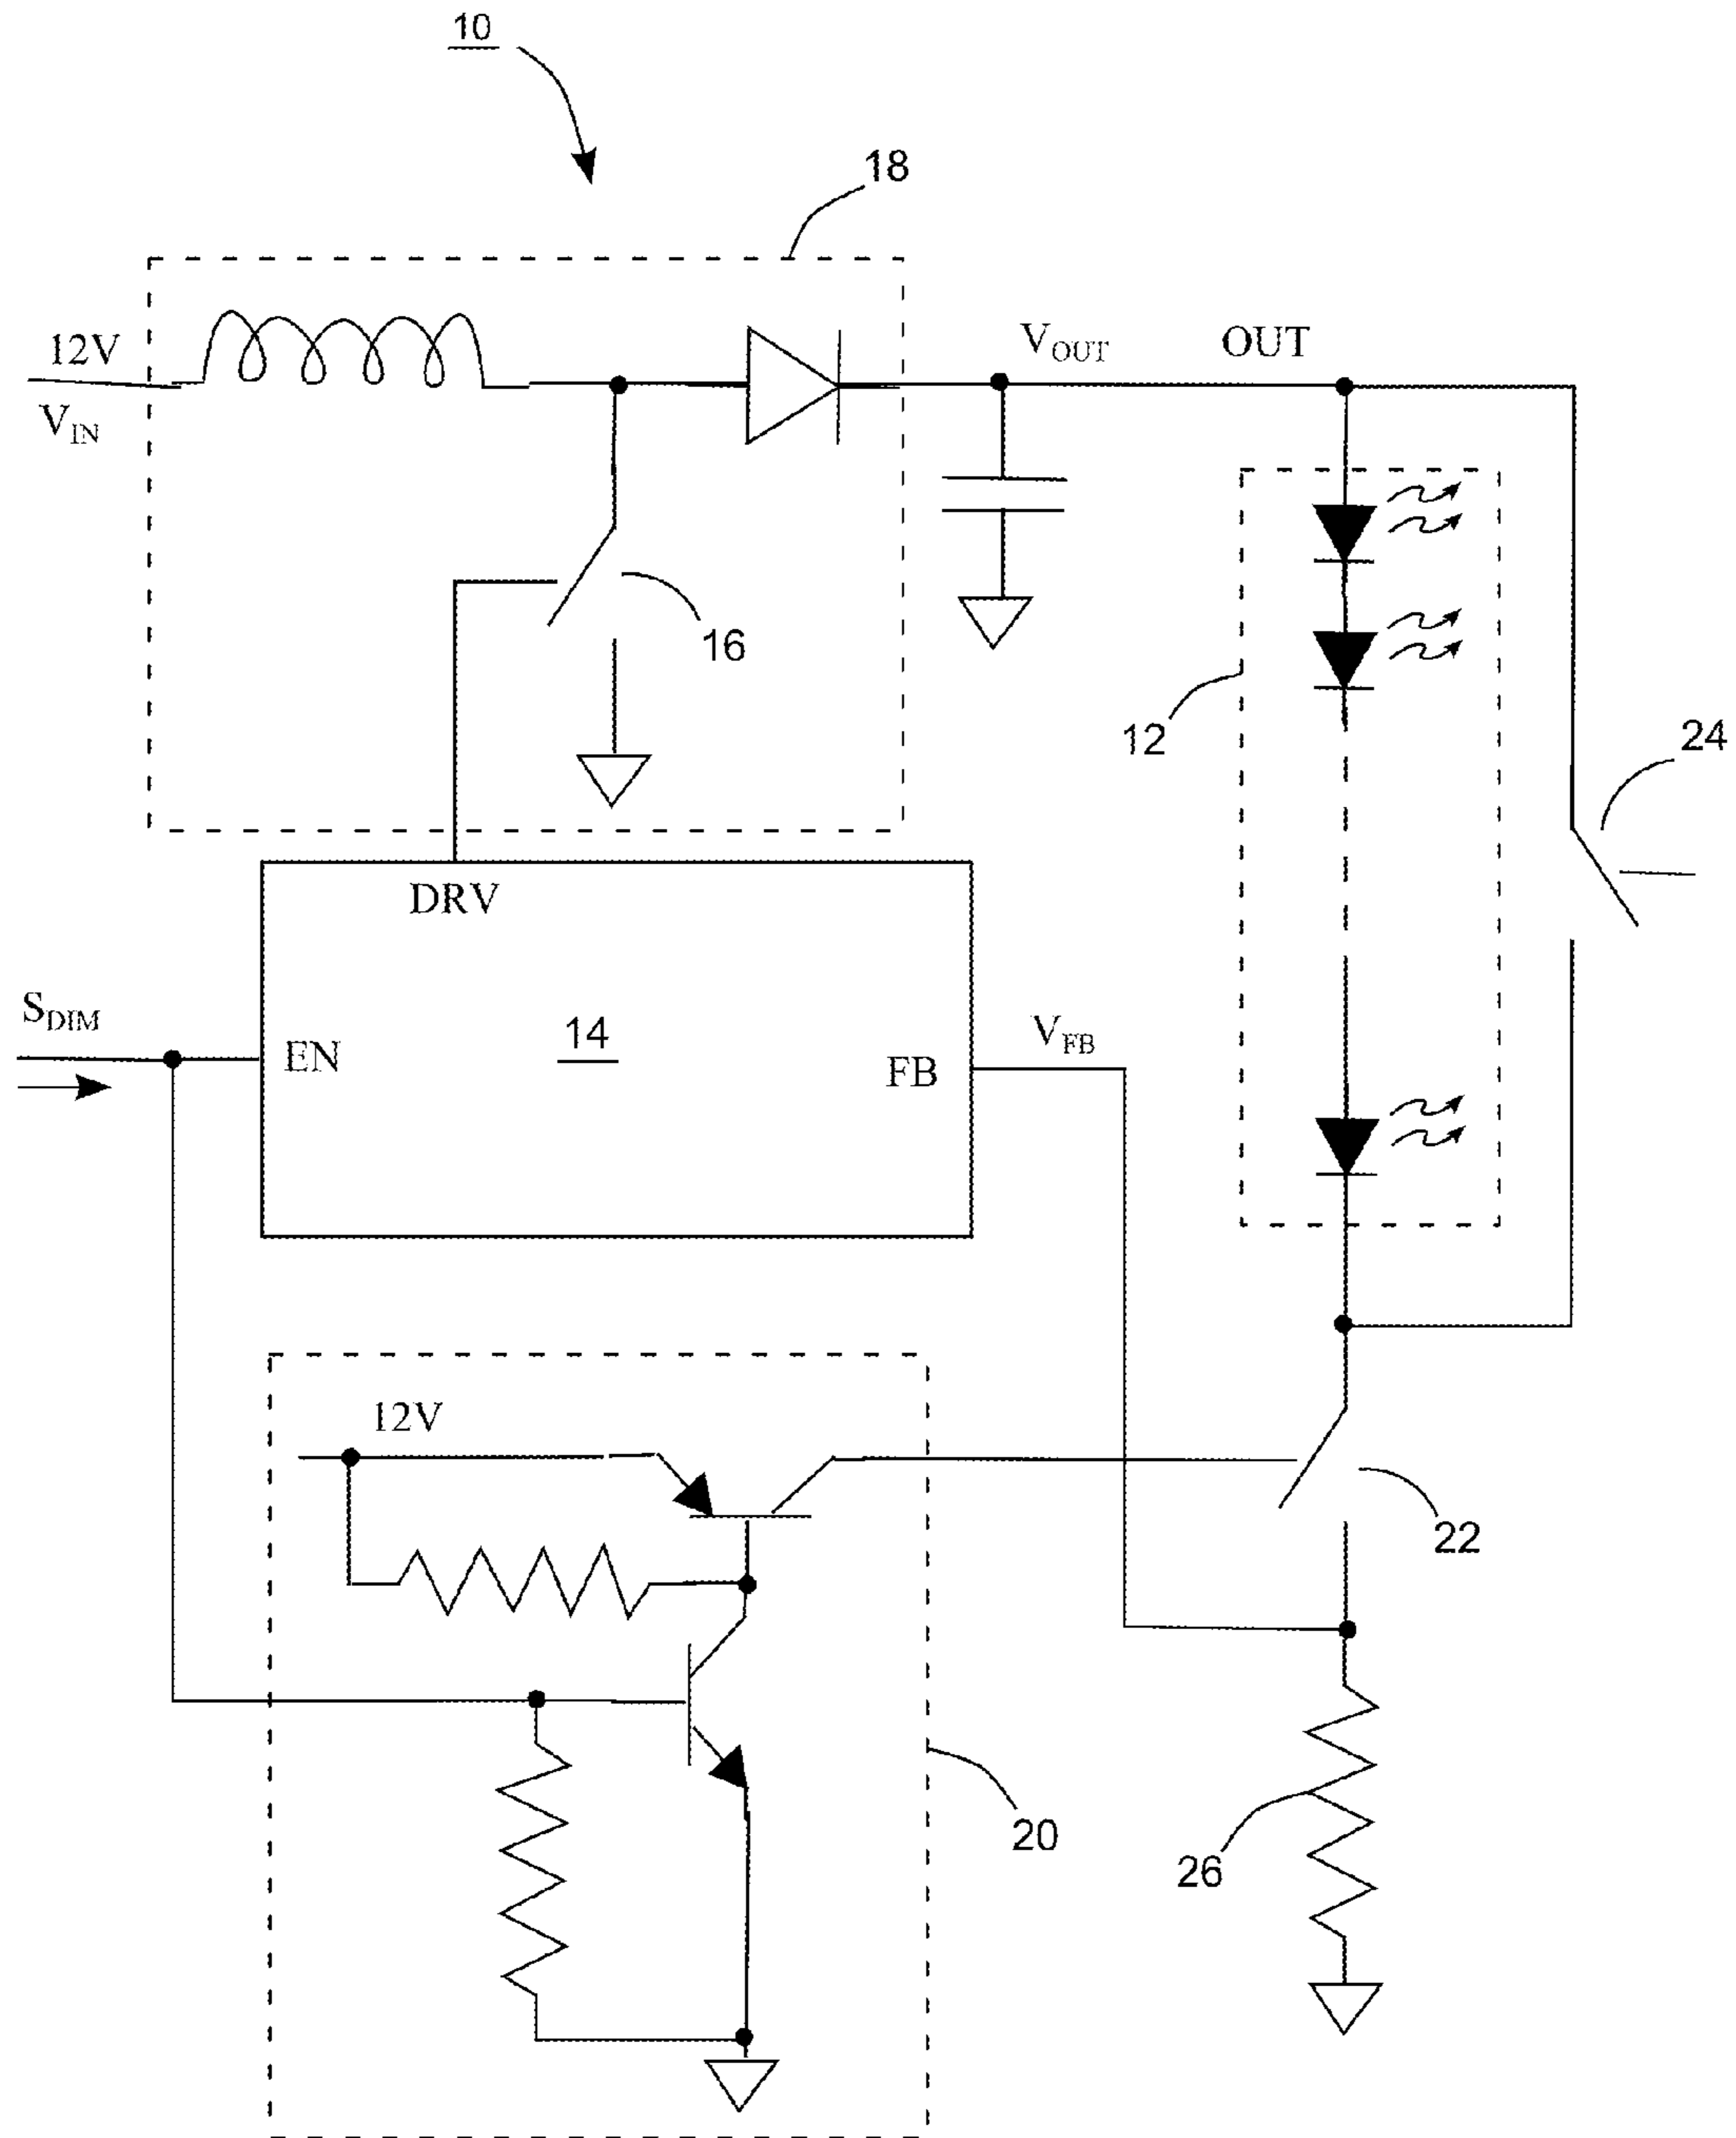 10
18
12V
V_IN
V_OUT
OUT
16
12
24
DRV
S_DIM
EN
14
FB
V_FB
12V
22
20
26